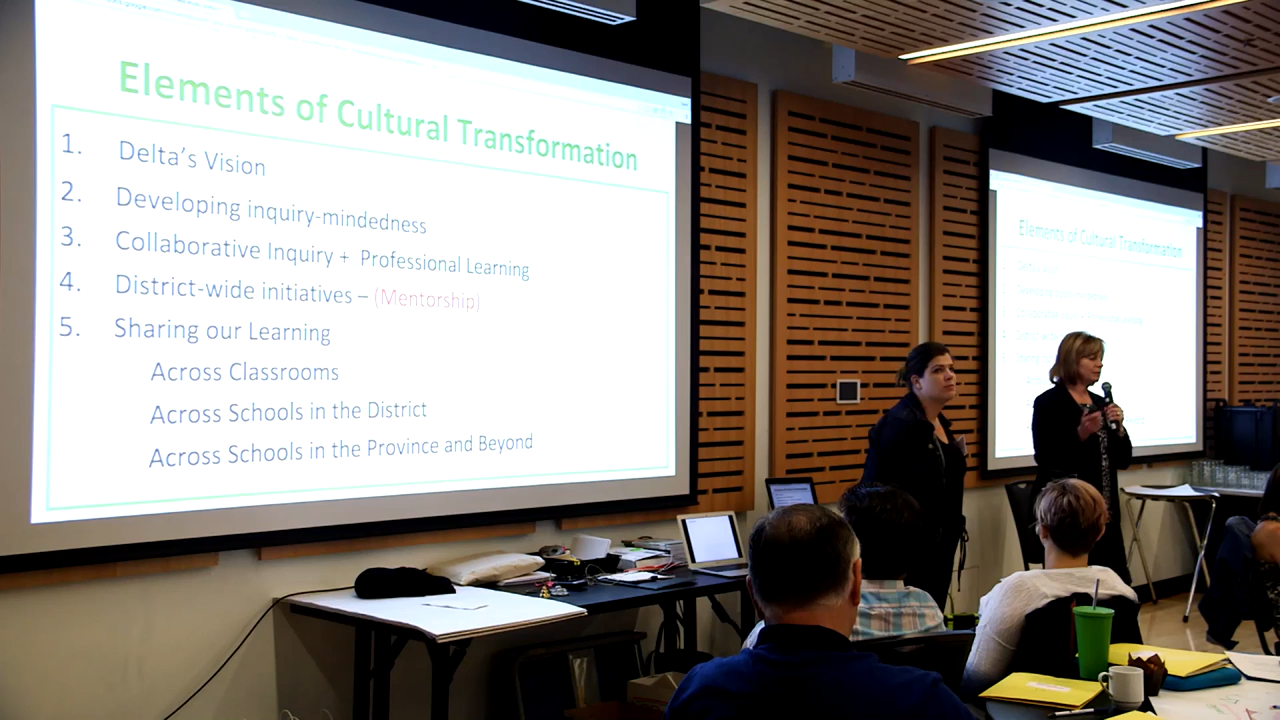 Elements of Cultural Transformation
1. Delta's Vision
2. Developing inquiry-mindedness
3. Collaborative Inquiry + Professional Learning
4. District-wide initiatives – (Mentorship)
5. Sharing our Learning
Across Classrooms
Across Schools in the District
Across Schools in the Province and Beyond
Elements of Cultural Transformation